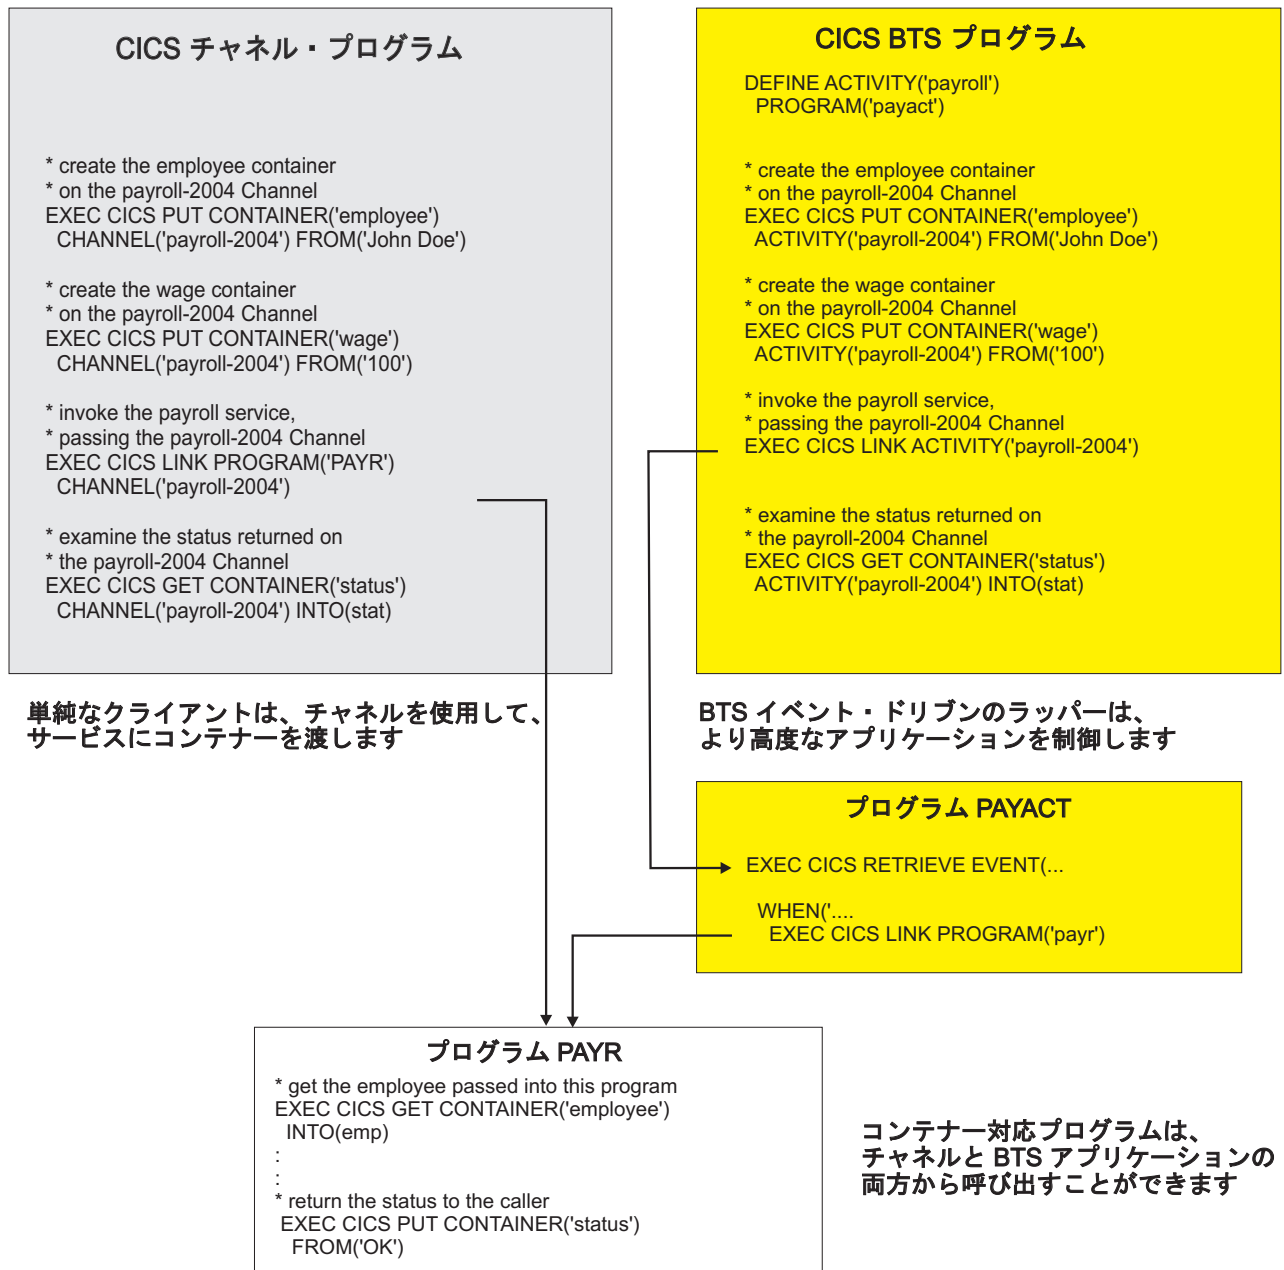 CICS チャネル・プログラム
* create the employee container
* on the payroll-2004 Channel
EXEC CICS PUT CONTAINER('employee')
CHANNEL('payroll-2004') FROM('John Doe')
* create the wage container
* on the payroll-2004 Channel
EXEC CICS PUT CONTAINER('wage')
CHANNEL('payroll-2004') FROM('100')
* invoke the payroll service,
* passing the payroll-2004 Channel
EXEC CICS LINK PROGRAM('PAYR')
CHANNEL('payroll-2004')
* examine the status returned on
* the payroll-2004 Channel
EXEC CICS GET CONTAINER('status')
CHANNEL('payroll-2004') INTO(stat)
単純なクライアントは、チャネルを使用して、
サービスにコンテナーを渡します
CICS BTS プログラム
DEFINE ACTIVITY('payroll')
PROGRAM('payact')
* create the employee container
* on the payroll-2004 Channel
EXEC CICS PUT CONTAINER('employee')
ACTIVITY('payroll-2004') FROM('John Doe')
* create the wage container
* on the payroll-2004 Channel
EXEC CICS PUT CONTAINER('wage')
ACTIVITY('payroll-2004') FROM('100')
* invoke the payroll service,
* passing the payroll-2004 Channel
EXEC CICS LINK ACTIVITY('payroll-2004')
* examine the status returned on
* the payroll-2004 Channel
EXEC CICS GET CONTAINER('status')
ACTIVITY('payroll-2004') INTO(stat)
BTS イベント・ドリブンのラッパーは、
より高度なアプリケーションを制御します
プログラム PAYACT
EXEC CICS RETRIEVE EVENT(...
WHEN('....
EXEC CICS LINK PROGRAM('payr')
プログラム PAYR
* get the employee passed into this program
EXEC CICS GET CONTAINER('employee')
INTO(emp)
:
:
* return the status to the caller
EXEC CICS PUT CONTAINER('status')
FROM('OK')
コンテナー対応プログラムは、
チャネルと BTS アプリケーションの
両方から呼び出すことができます